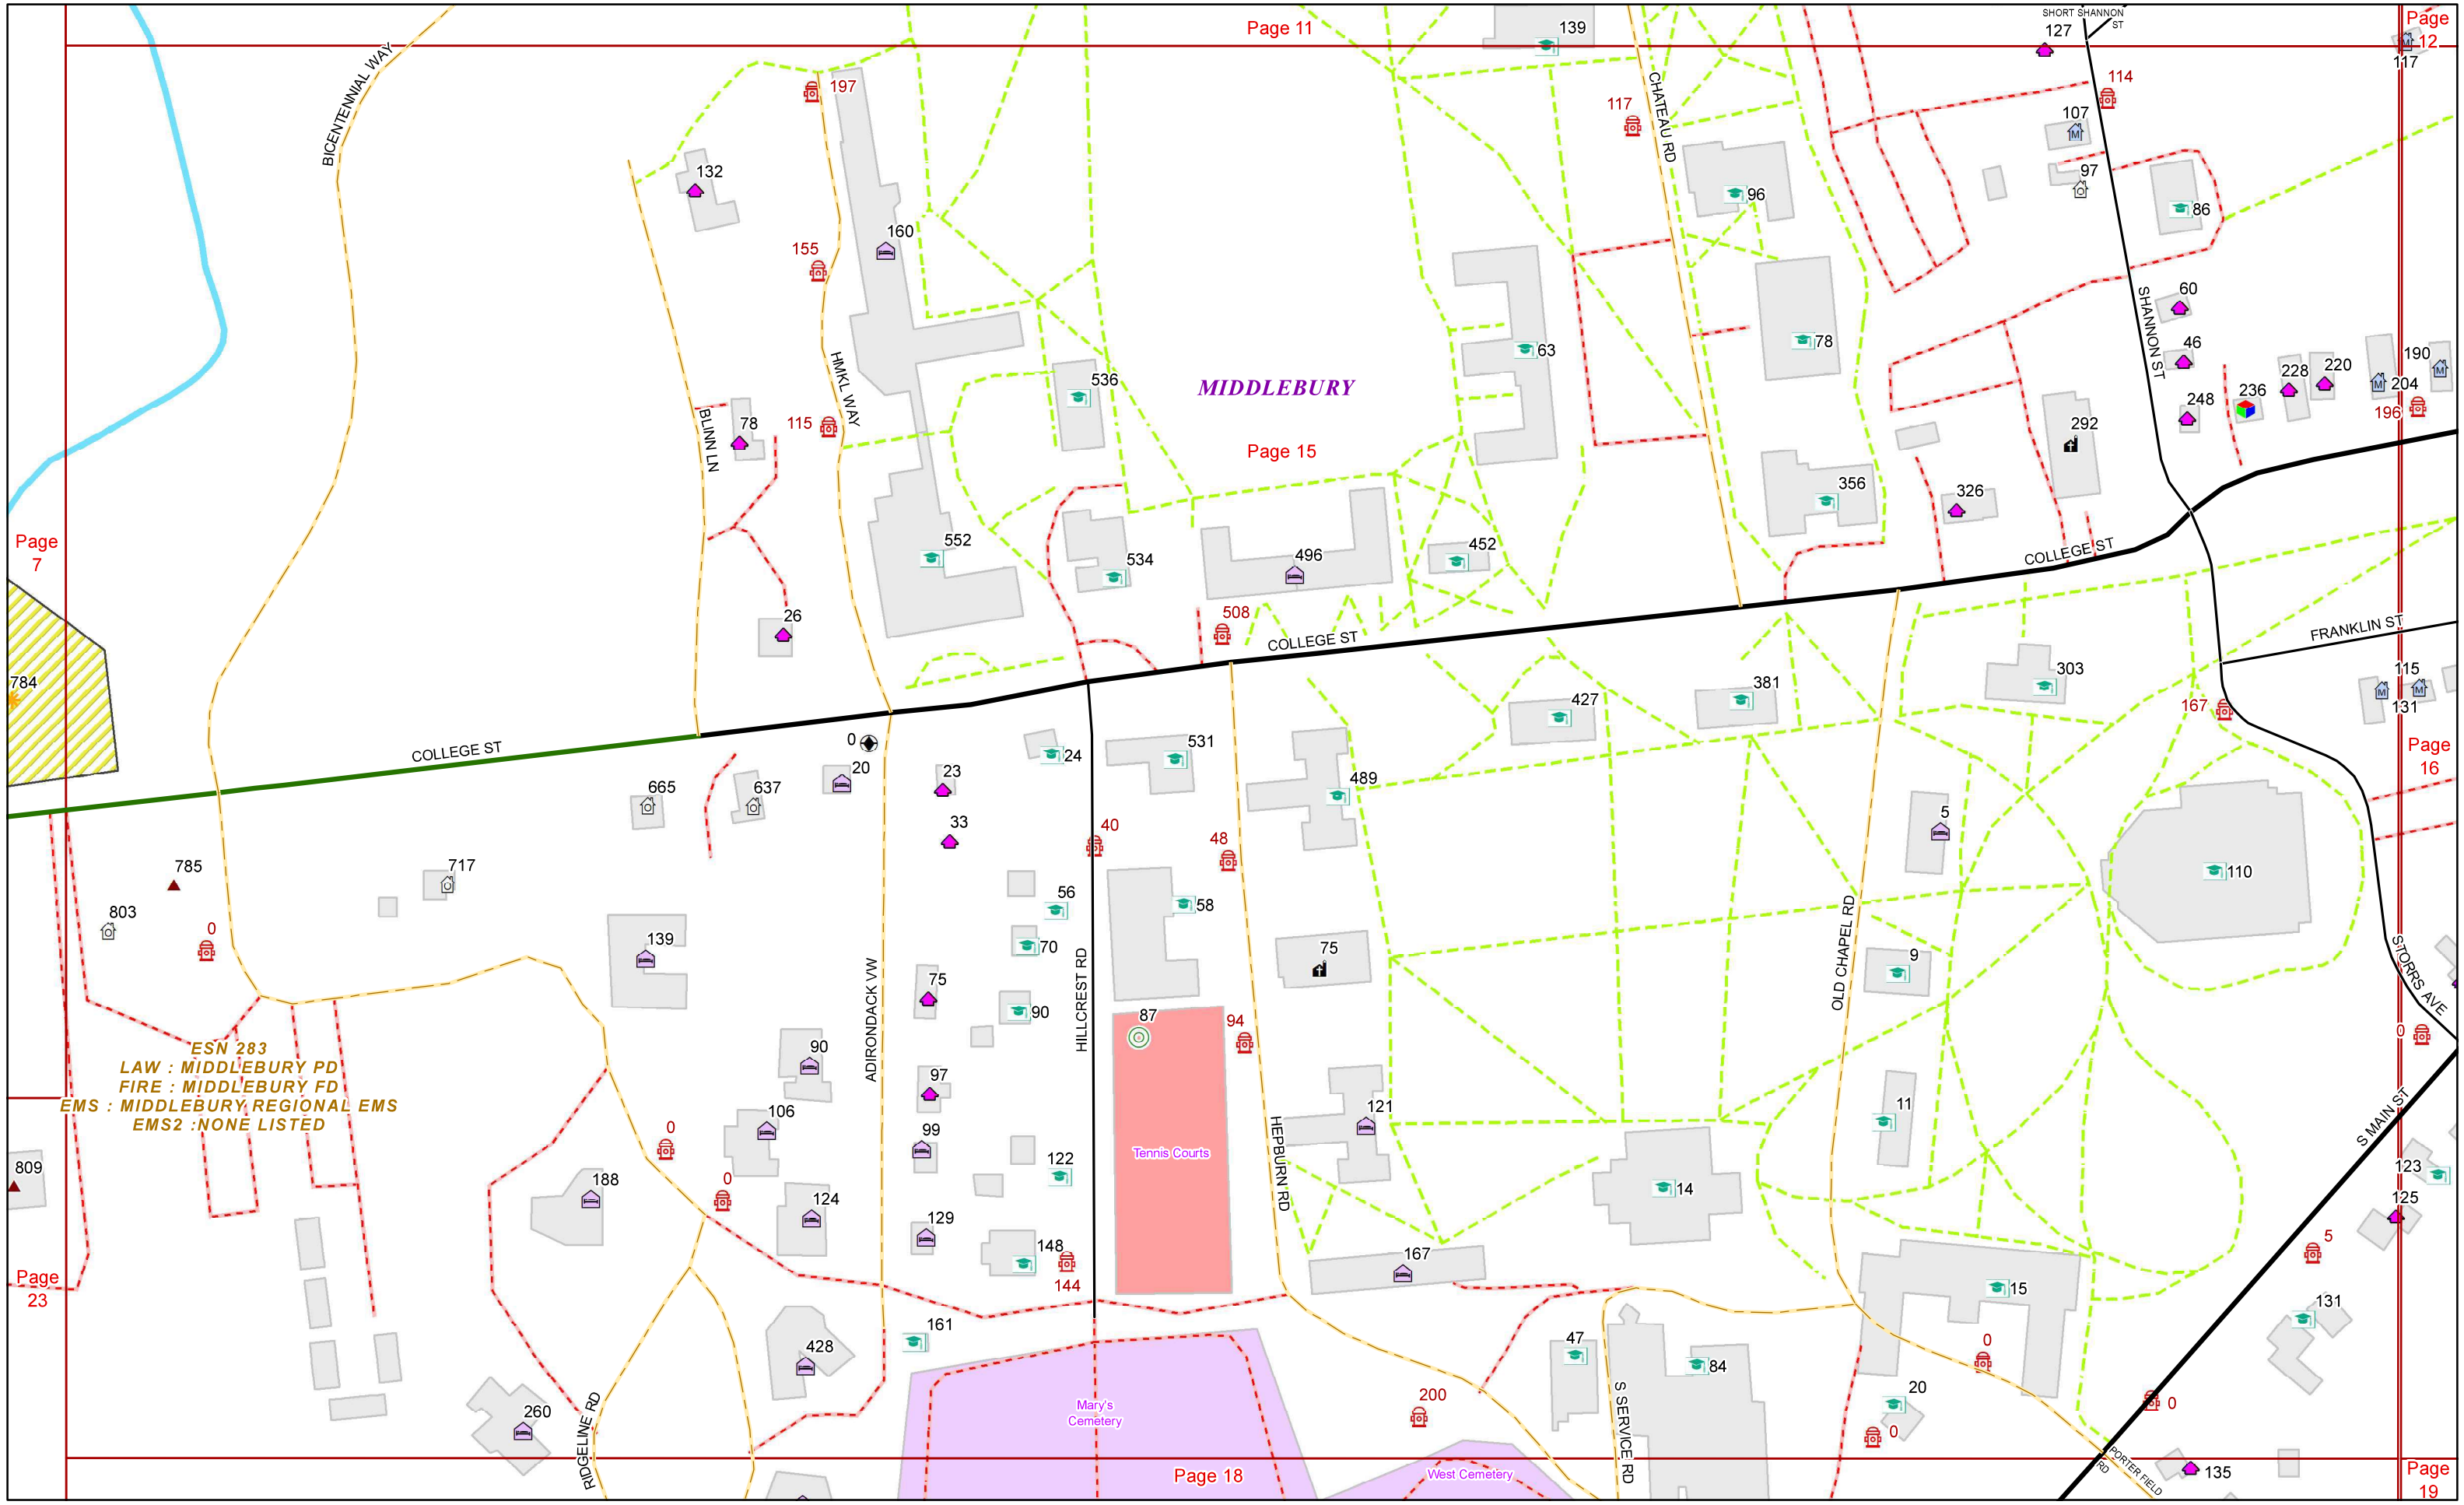 Page 11
SHORT SHANNON
ST
Page
12
139
127
117
BICENTENNIAL WAY
197
CHATEAU RD
117
114
107
132
97
96
86
160
155
60
SHANNON ST
46
63
78
190
HMKL WAY
536
MIDDLEBURY
228
220
204
236
248
196
BLINN LN
78
115
292
Page 15
356
326
Page
7
552
534
496
452
COLLEGE ST
26
508
COLLEGE ST
FRANKLIN ST
784
303
115
131
427
381
167
COLLEGE ST
0
20
24
531
Page
16
665
637
23
489
33
40
48
5
785
717
110
803
56
58
0
139
70
75
9
OLD CHAPEL RD
S STORRS AVE
ADIRONDACK VW
75
HILLCREST RD
90
87
94
0
ESN 283
LAW : MIDDLEBURY PD
FIRE : MIDDLEBURY FD
EMS : MIDDLEBURY REGIONAL EMS
EMS2 :NONE LISTED
90
97
106
99
121
11
S MAIN ST
0
HEPBURN RD
Tennis Courts
809
122
123
188
0
124
14
125
129
148
144
167
5
Page
23
15
161
131
428
47
84
0
260
RIDGELINE RD
Mary's
Cemetery
200
S SERVICE RD
20
0
0
Page 18
West Cemetery
PORTER FIELD
RD
135
Page
19